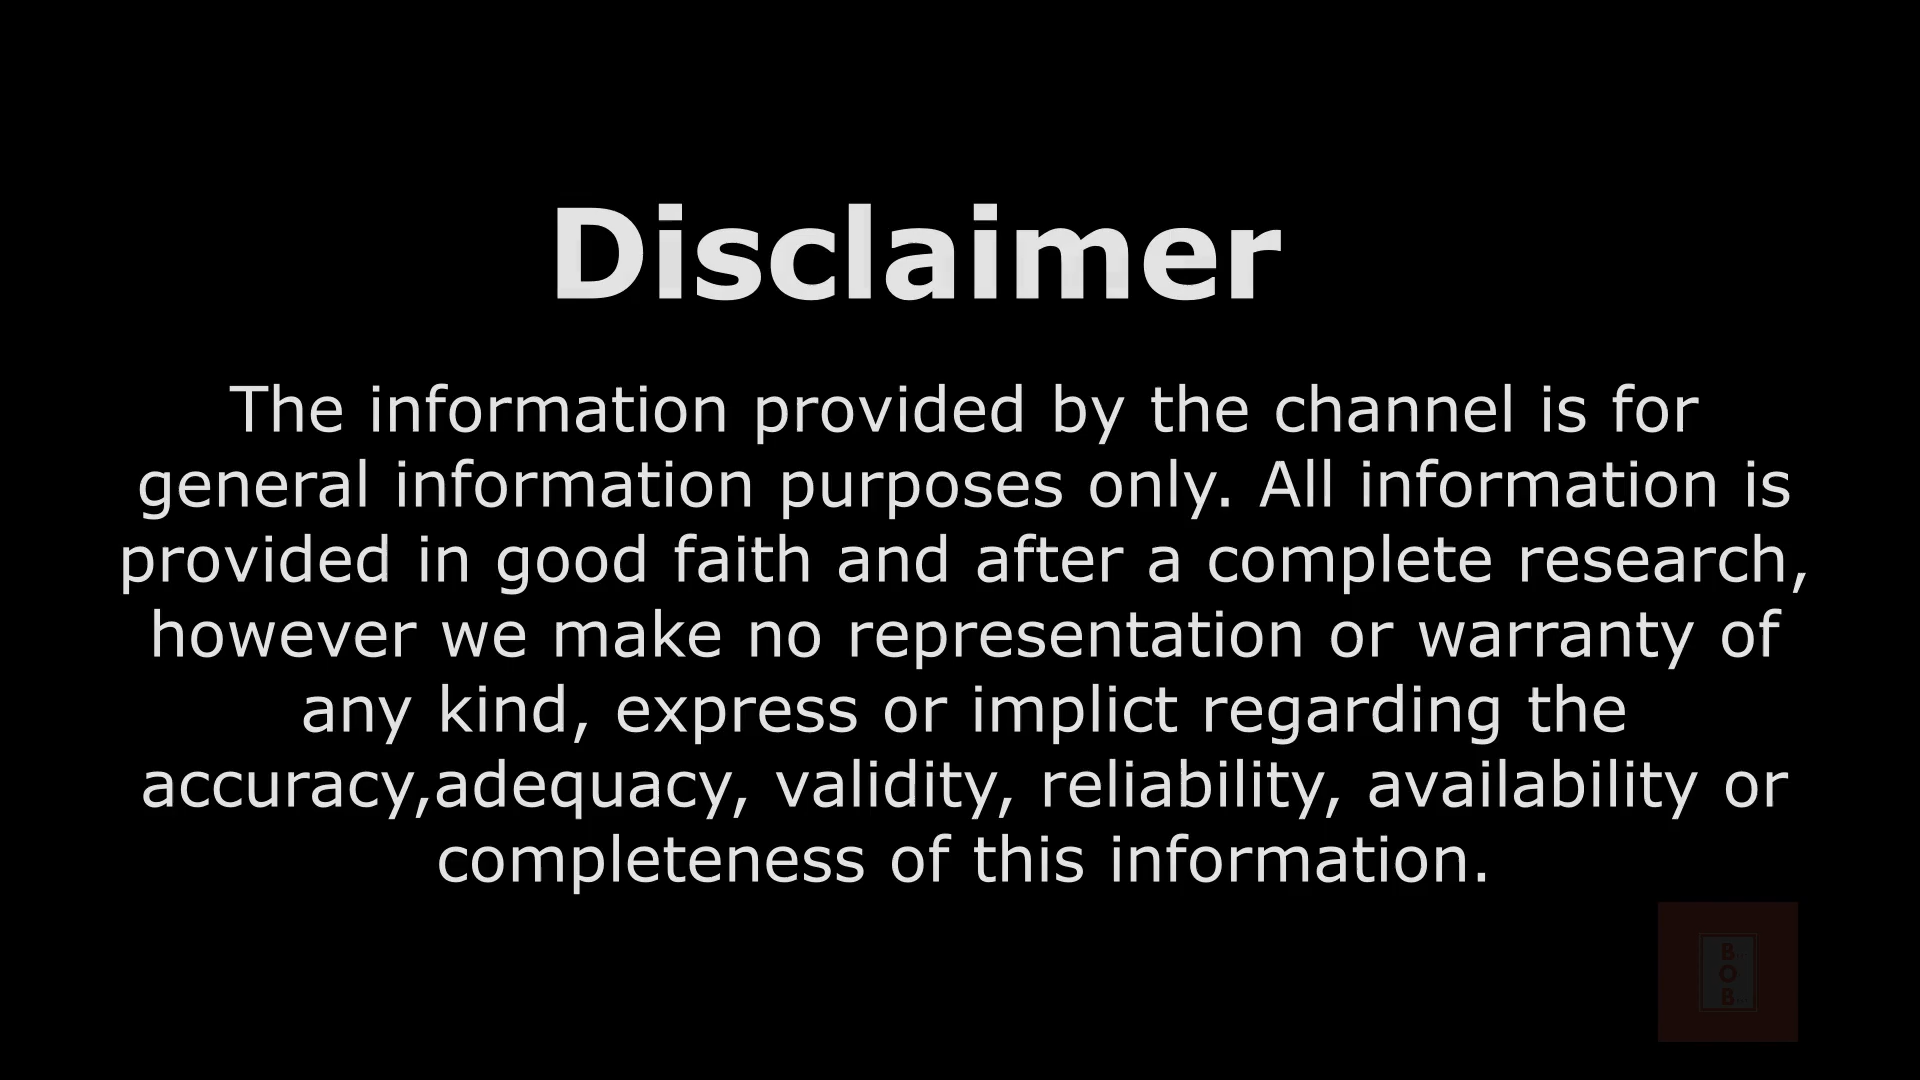 Disclaimer
The information provided by the channel is for
general information purposes only. All information is
provided in good faith and after a complete research,
however we make no representation or warranty of
any kind, express or implict regarding the
accuracy,adequacy, validity, reliability, availability or
completeness of this information.
B
O
B